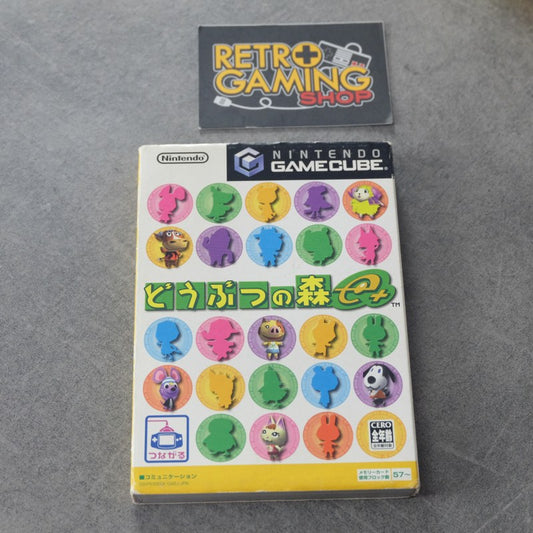 RETRO
GAMING
SHOP
Nintendo
NINTENDO
GAMECUBE
どうぶつの森e+
TM
つながる
CERO
全年齢
■コミュニケーション
メモリーカード
使用ブロック数
57~